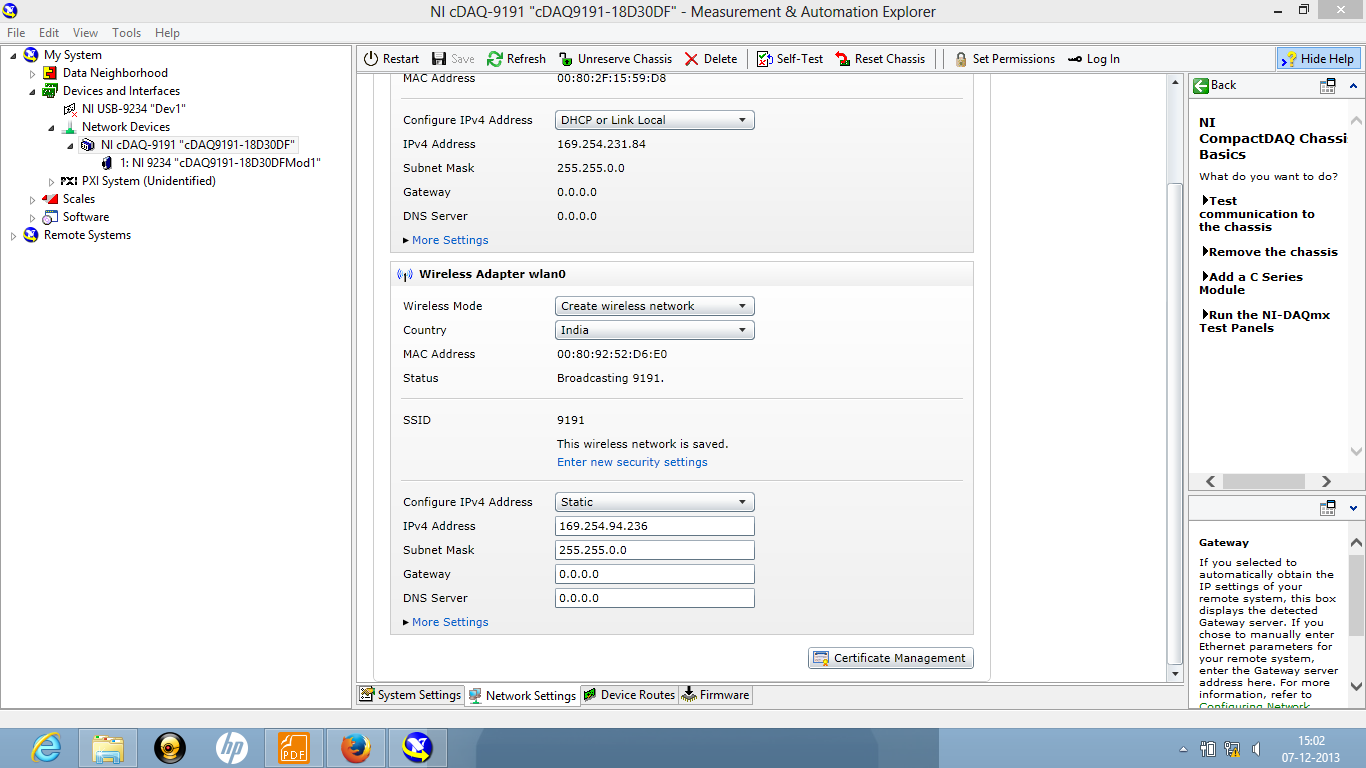 NI cDAQ-9191 "cDAQ9191-18D30DF" - Measurement & Automation Explorer
File Edit View Tools Help
My System
Data Neighborhood
Devices and Interfaces
NI USB-9234 "Dev1"
Network Devices
NI cDAQ-9191 "cDAQ9191-18D30DF"
1: NI 9234 "cDAQ9191-18D30DFMod1"
PXI PXI System (Unidentified)
Scales
Software
Remote Systems
Restart Save Refresh Unreserve Chassis Delete Self-Test Reset Chassis Set Permissions Log In Hide Help
MAC Address 00:80:2F:15:59:D8
Configure IPv4 Address DHCP or Link Local
IPv4 Address 169.254.231.84
Subnet Mask 255.255.0.0
Gateway 0.0.0.0
DNS Server 0.0.0.0
More Settings
Wireless Adapter wlan0
Wireless Mode Create wireless network
Country India
MAC Address 00:80:92:52:D6:E0
Status Broadcasting 9191.
SSID 9191
This wireless network is saved.
Enter new security settings
Configure IPv4 Address Static
IPv4 Address 169.254.94.236
Subnet Mask 255.255.0.0
Gateway 0.0.0.0
DNS Server 0.0.0.0
More Settings
Certificate Management
System Settings Network Settings Device Routes Firmware
Back
NI
CompactDAQ Chassi
Basics
What do you want to do?
Test
communication to
the chassis
Remove the chassis
Add a C Series
Module
Run the NI-DAQmx
Test Panels
Gateway
If you selected to
automatically obtain the
IP settings of your
remote system, this box
displays the detected
Gateway server. If you
chose to manually enter
Ethernet parameters for
your remote system,
enter the Gateway server
address here. For more
information, refer to
Configuring Network
hp
PDF
15:02
07-12-2013